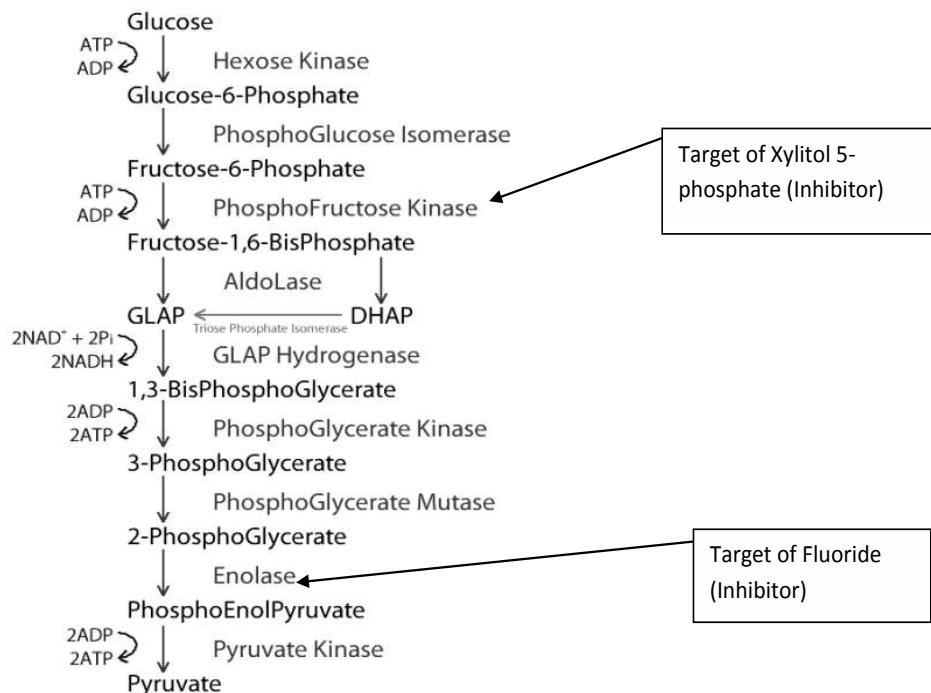 Glucose
ATP
ADP
Hexose Kinase
Glucose-6-Phosphate
PhosphoGlucose Isomerase
Target of Xylitol 5-
phosphate (Inhibitor)
Fructose-6-Phosphate
ATP
ADP
PhosphoFructose Kinase
Fructose-1,6-BisPhosphate
AldoLase
GLAP
Triose Phosphate Isomerase
DHAP
2NAD⁺ + 2Pi
2NADH
GLAP Hydrogenase
1,3-BisPhosphoGlycerate
2ADP
2ATP
PhosphoGlycerate Kinase
3-PhosphoGlycerate
PhosphoGlycerate Mutase
2-PhosphoGlycerate
Target of Fluoride
(Inhibitor)
Enolase
PhosphoEnolPyruvate
2ADP
2ATP
Pyruvate Kinase
Pyruvate